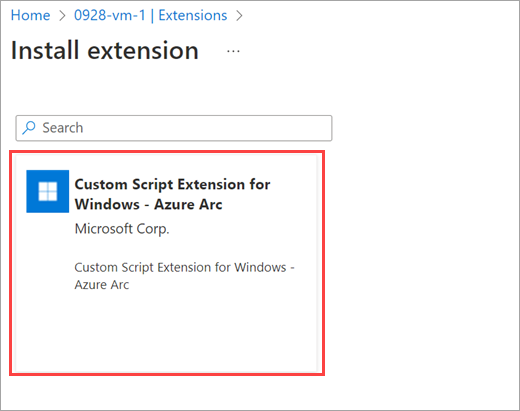 Home > 0928-vm-1 | Extensions >
Install extension ...
Search
Custom Script Extension for
Windows - Azure Arc
Microsoft Corp.
Custom Script Extension for Windows -
Azure Arc